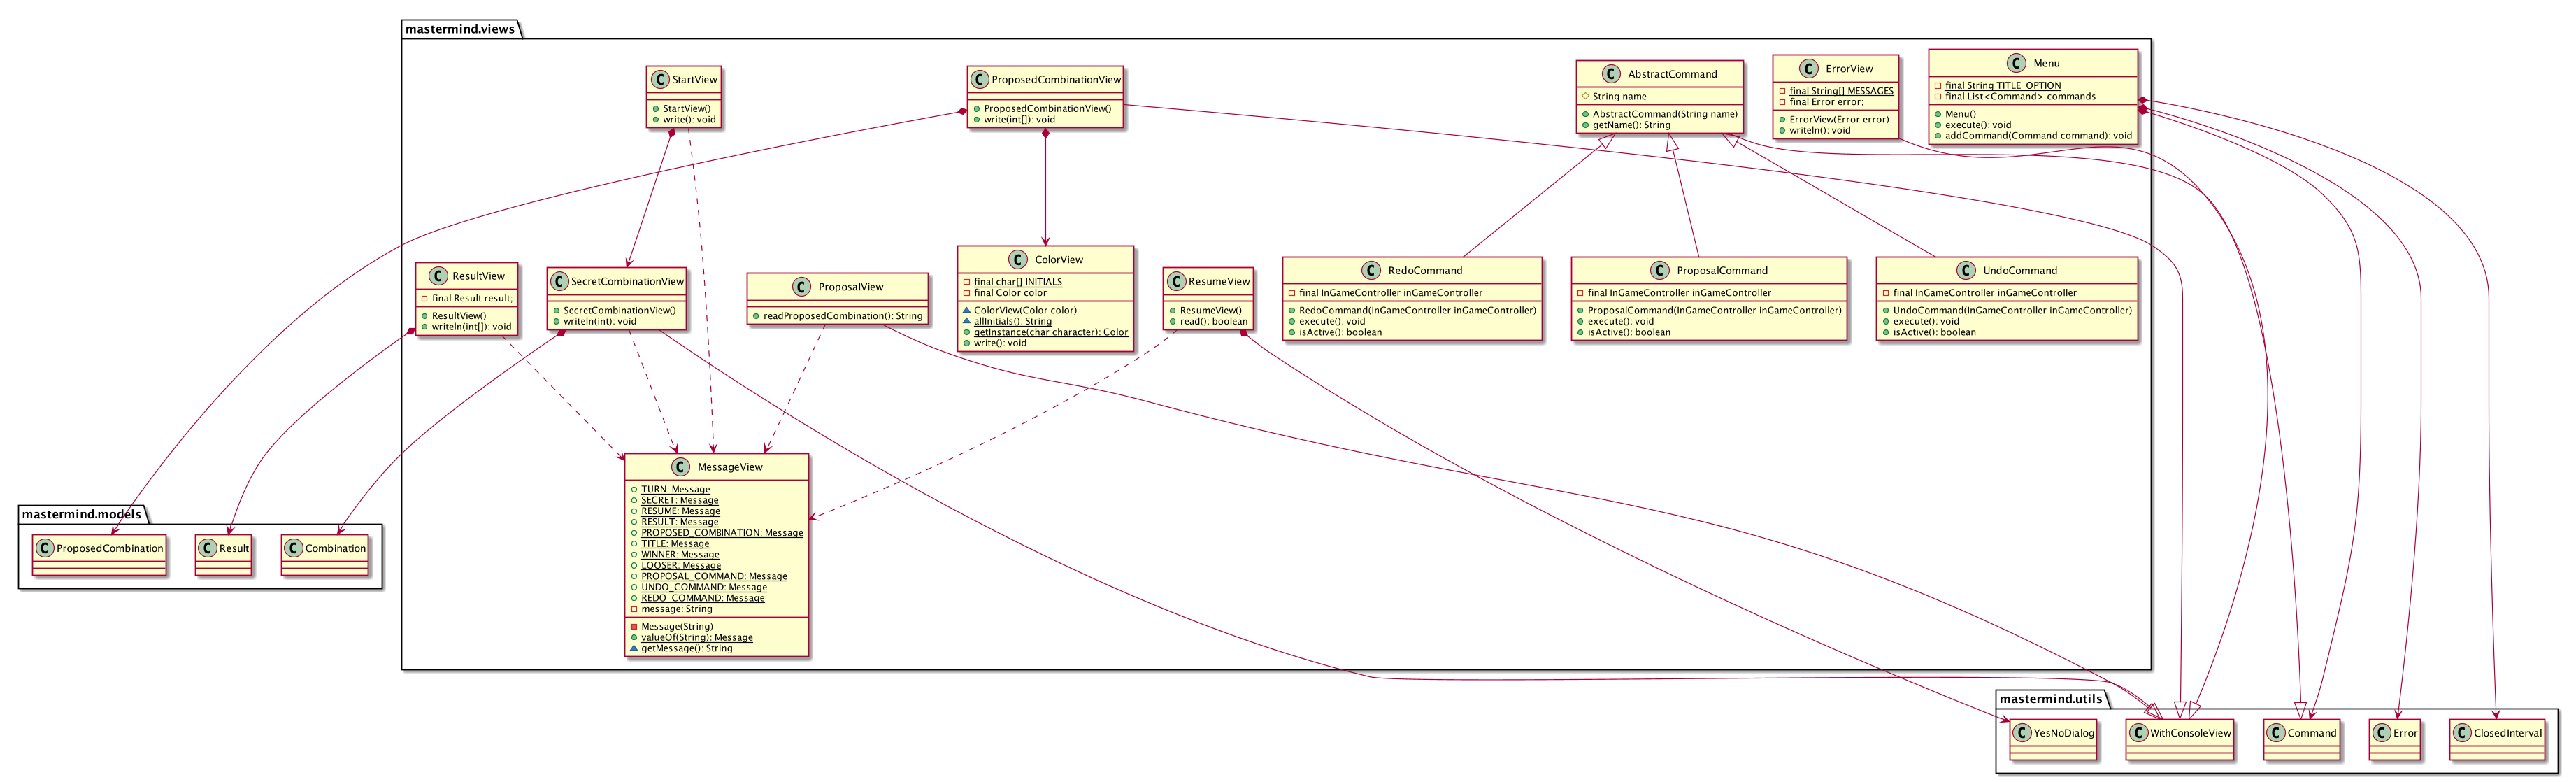 mastermind.views
C StartView
StartView()
write(): void
C ProposedCombinationView
ProposedCombinationView()
write(int[]): void
C AbstractCommand
String name
AbstractCommand(String name)
getName(): String
C ErrorView
final String[] MESSAGES
final Error error;
ErrorView(Error error)
writeln(): void
C Menu
final String TITLE_OPTION
final List<Command> commands
Menu()
execute(): void
addCommand(Command command): void
C ResultView
final Result result;
ResultView()
writeln(int[]): void
C SecretCombinationView
SecretCombinationView()
writeln(int): void
C ProposalView
readProposedCombination(): String
C ColorView
final char[] INITIALS
final Color color
ColorView(Color color)
allInitials(): String
getInstance(char character): Color
write(): void
C ResumeView
ResumeView()
read(): boolean
C RedoCommand
final InGameController inGameController
RedoCommand(InGameController inGameController)
execute(): void
isActive(): boolean
C ProposalCommand
final InGameController inGameController
ProposalCommand(InGameController inGameController)
execute(): void
isActive(): boolean
C UndoCommand
final InGameController inGameController
UndoCommand(InGameController inGameController)
execute(): void
isActive(): boolean
C MessageView
TURN: Message
SECRET: Message
RESUME: Message
RESULT: Message
PROPOSED_COMBINATION: Message
TITLE: Message
WINNER: Message
LOOSER: Message
PROPOSAL_COMMAND: Message
UNDO_COMMAND: Message
REDO_COMMAND: Message
message: String
Message(String)
valueOf(String): Message
getMessage(): String
mastermind.models
C ProposedCombination
C Result
C Combination
mastermind.utils
C YesNoDialog
C WithConsoleView
C Command
C Error
C ClosedInterval